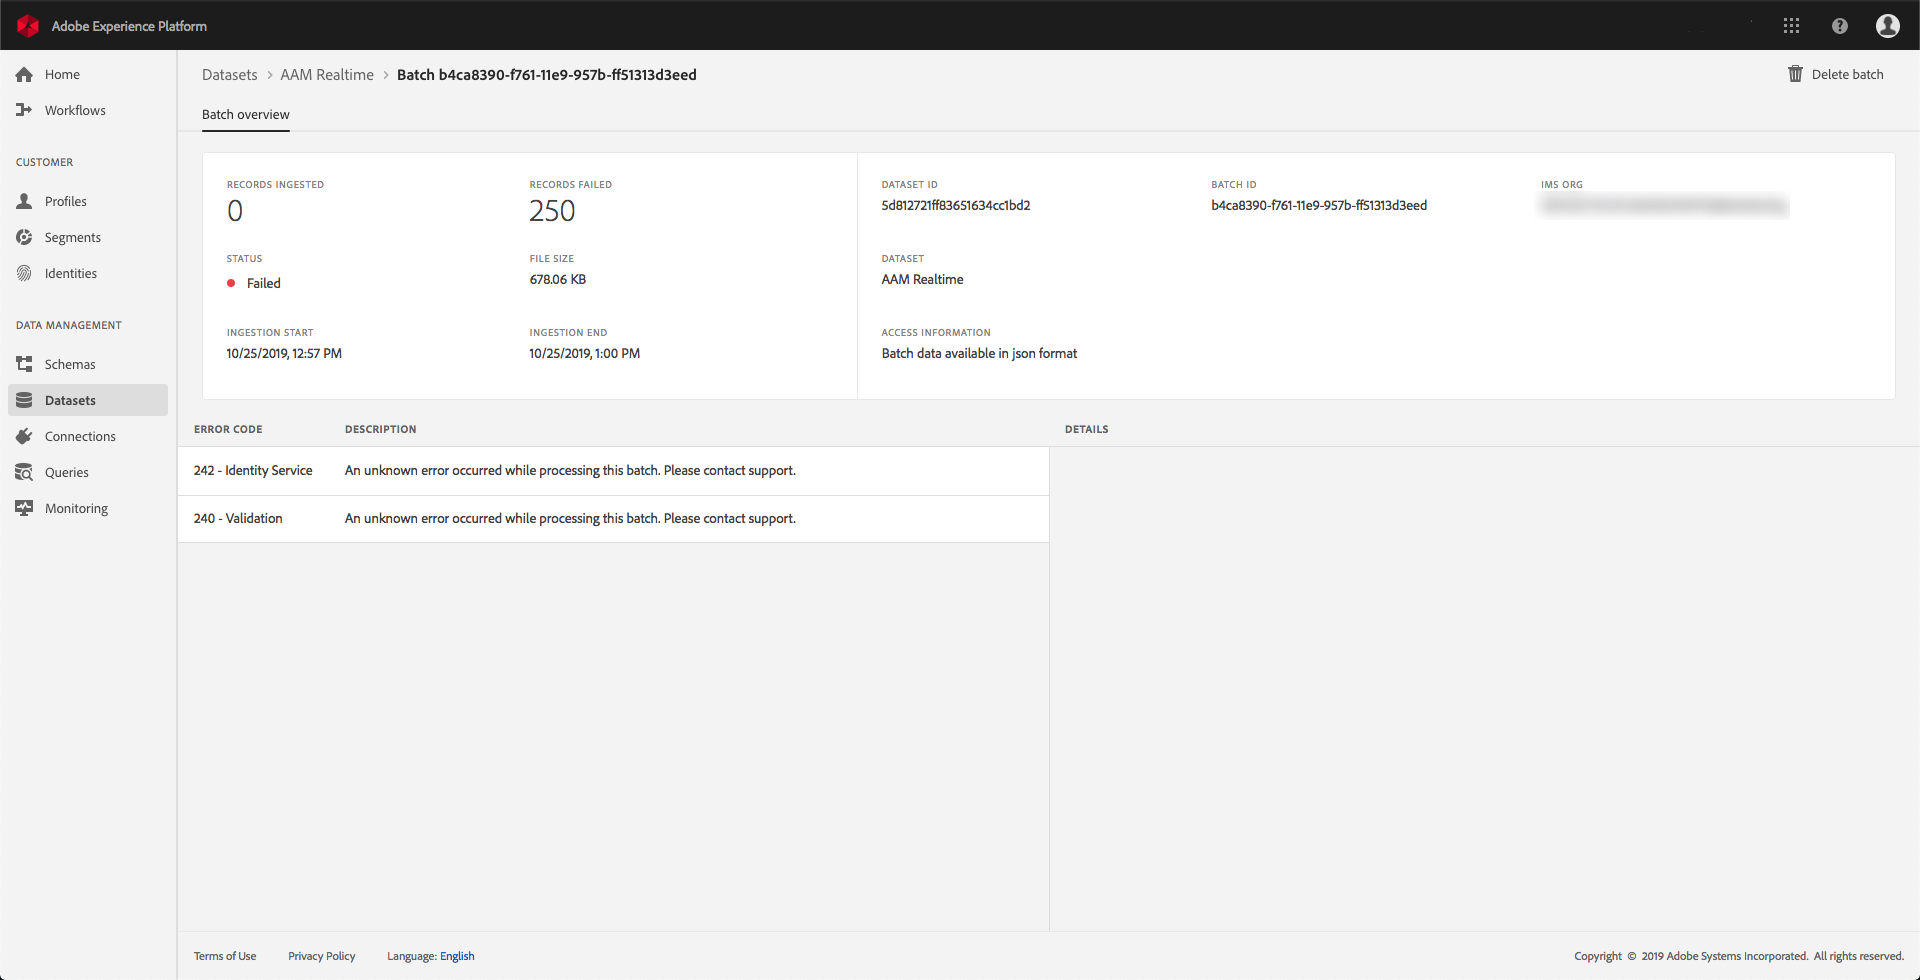 Adobe Experience Platform
Home
Workflows
CUSTOMER
Profiles
Segments
Identities
DATA MANAGEMENT
Schemas
Datasets
Connections
Queries
Monitoring
Datasets > AAM Realtime > Batch b4ca8390-f761-11e9-957b-ff51313d3eed
Delete batch
Batch overview
RECORDS INGESTED
0
RECORDS FAILED
250
STATUS
Failed
FILE SIZE
678.06 KB
INGESTION START
10/25/2019, 12:57 PM
INGESTION END
10/25/2019, 1:00 PM
DATASET ID
5d812721ff83651634cc1bd2
BATCH ID
b4ca8390-f761-11e9-957b-ff51313d3eed
IMS ORG
DATASET
AAM Realtime
ACCESS INFORMATION
Batch data available in json format
ERROR CODE DESCRIPTION DETAILS
242 - Identity Service An unknown error occurred while processing this batch. Please contact support.
240 - Validation An unknown error occurred while processing this batch. Please contact support.
Terms of Use Privacy Policy Language: English Copyright © 2019 Adobe Systems Incorporated. All rights reserved.